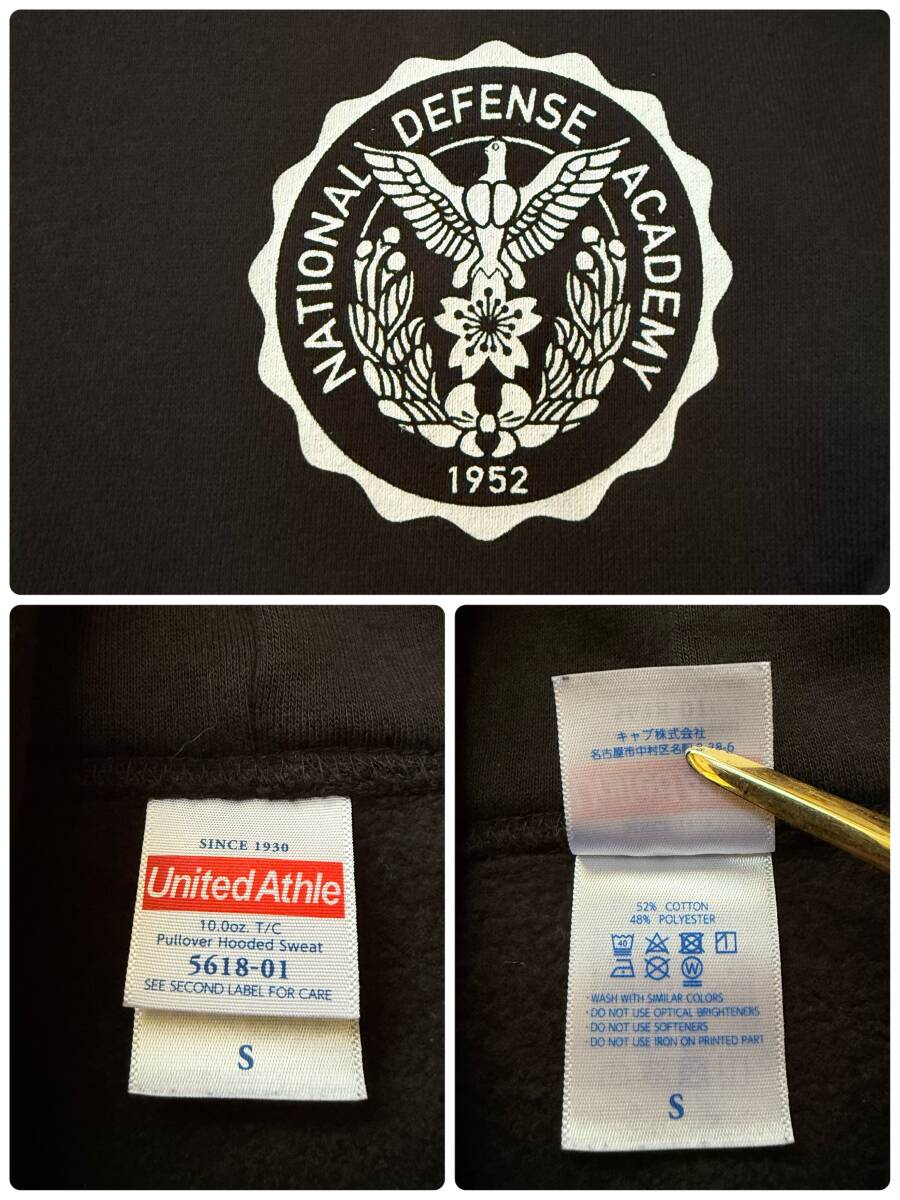 NATIONAL DEFENSE ACADEMY
1952
SINCE 1930
United Athle
10.0oz. T/C
Pullover Hooded Sweat
5618-01
SEE SECOND LABEL FOR CARE
S
キャブ株式会社
名古屋市中村区名駅 38-6
52% COTTON
48% POLYESTER
40
・WASH WITH SIMILAR COLORS
・DO NOT USE OPTICAL BRIGHTENERS
・DO NOT USE SOFTENERS
・DO NOT USE IRON ON PRINTED PART
S